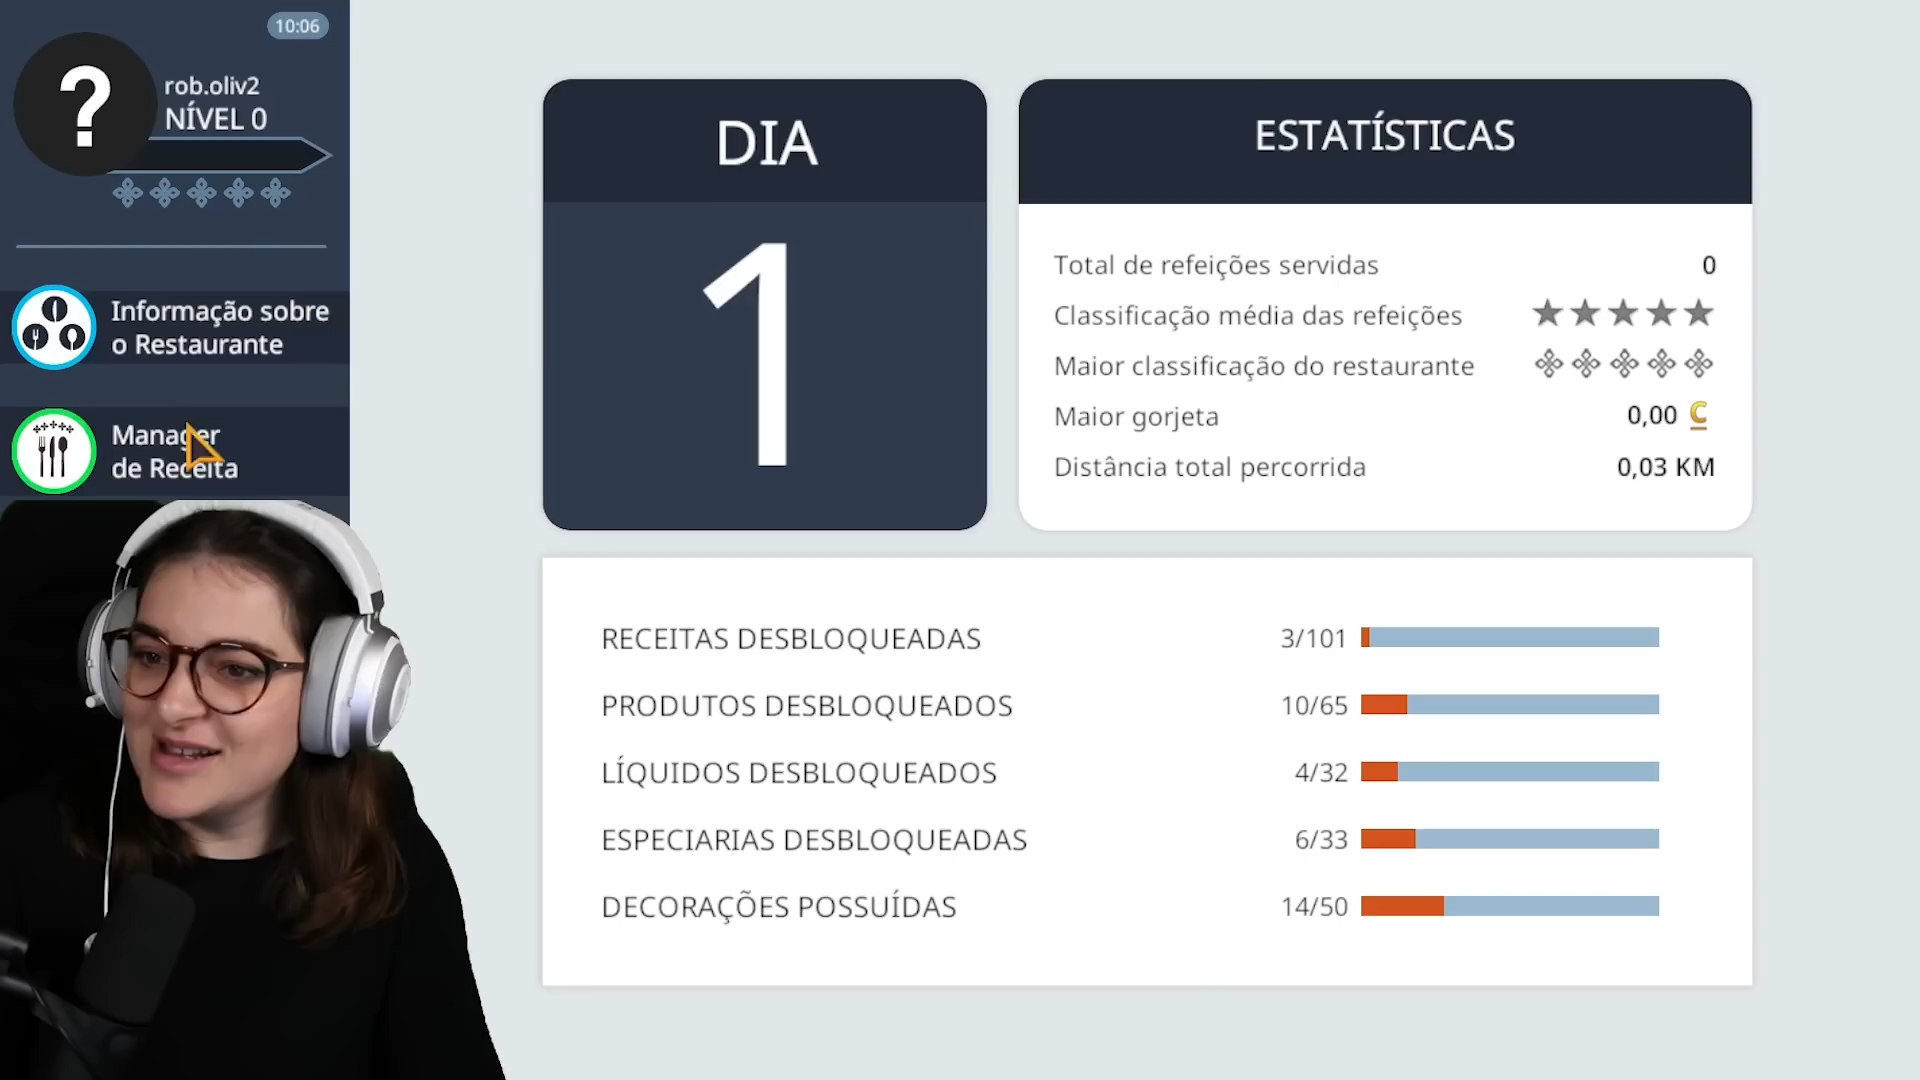 10:06
?
rob.oliv2
NÍVEL 0
Informação sobre
o Restaurante
Manager
de Receita
DIA
1
ESTATÍSTICAS
Total de refeições servidas 0
Classificação média das refeições
Maior classificação do restaurante
Maior gorjeta 0,00 C
Distância total percorrida 0,03 KM
RECEITAS DESBLOQUEADAS 3/101
PRODUTOS DESBLOQUEADOS 10/65
LÍQUIDOS DESBLOQUEADOS 4/32
ESPECIARIAS DESBLOQUEADAS 6/33
DECORAÇÕES POSSUÍDAS 14/50